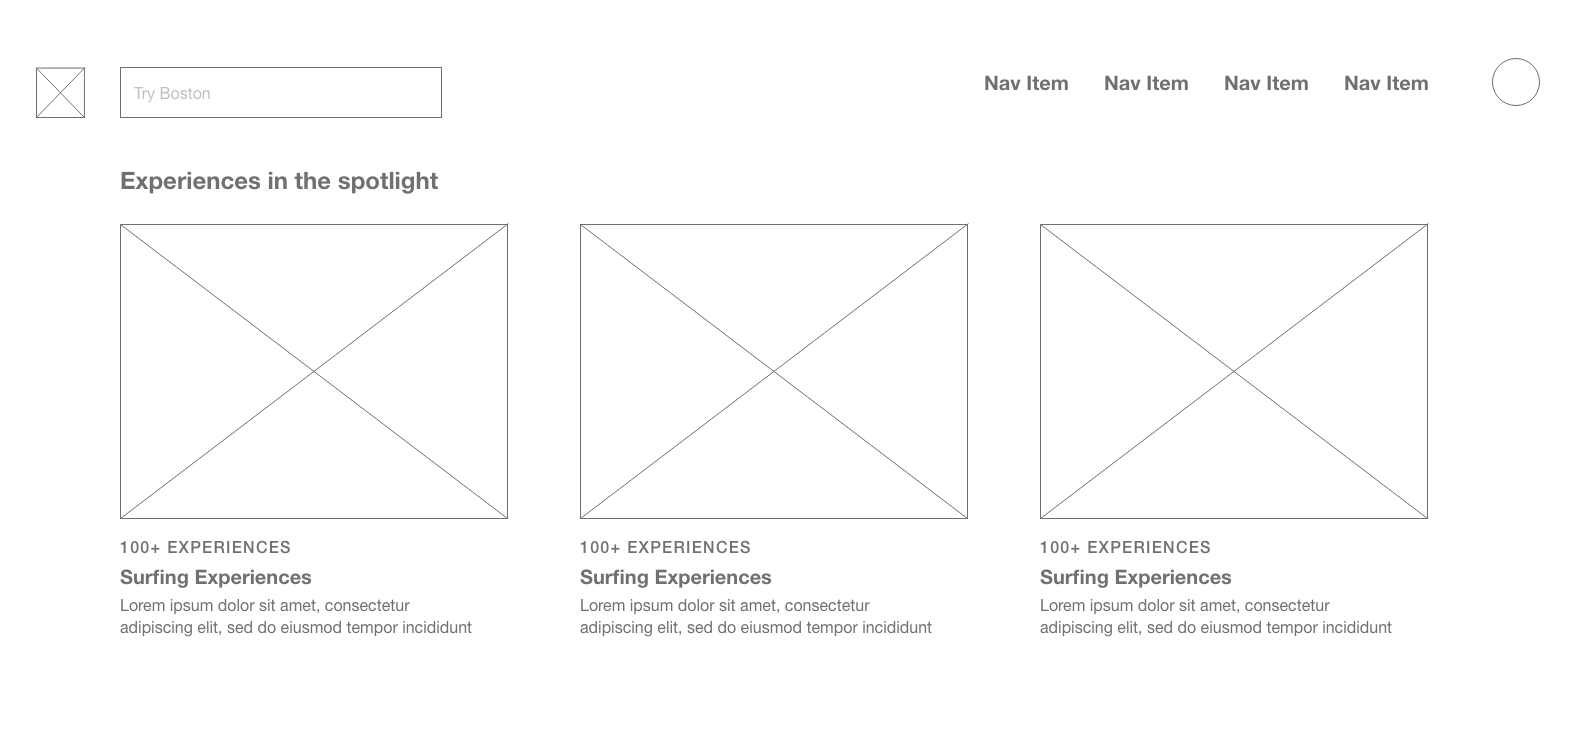 Try Boston
Nav Item Nav Item Nav Item Nav Item
Experiences in the spotlight
100+ EXPERIENCES
Surfing Experiences
Lorem ipsum dolor sit amet, consectetur
adipiscing elit, sed do eiusmod tempor incididunt
100+ EXPERIENCES
Surfing Experiences
Lorem ipsum dolor sit amet, consectetur
adipiscing elit, sed do eiusmod tempor incididunt
100+ EXPERIENCES
Surfing Experiences
Lorem ipsum dolor sit amet, consectetur
adipiscing elit, sed do eiusmod tempor incididunt